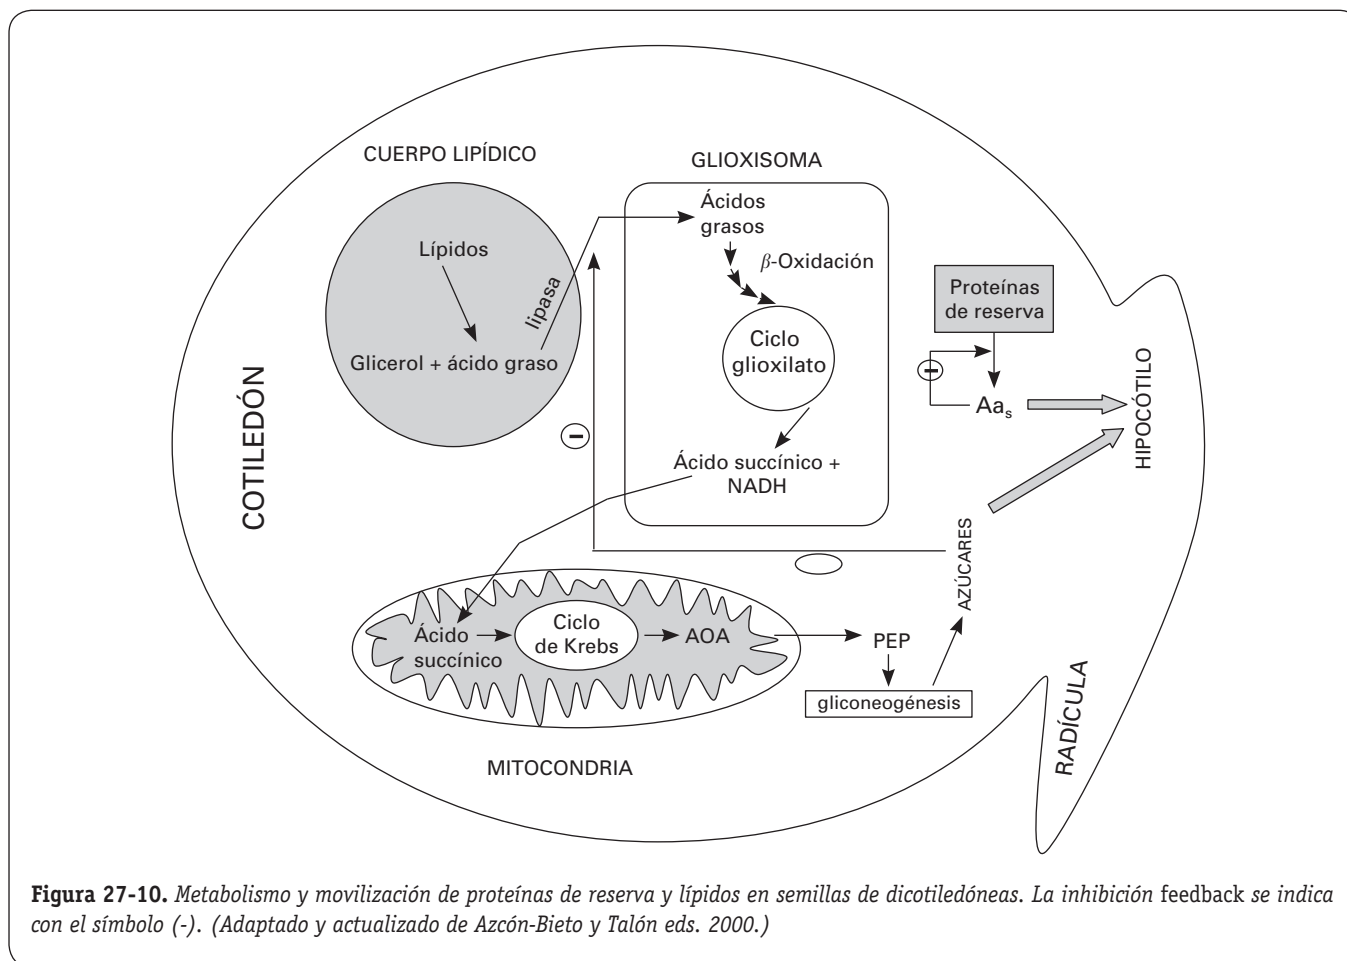 CUERPO LIPÍDICO
GLIOXISOMA
Lípidos
lipasa
Glicerol + ácido graso
Ácidos
grasos
β-Oxidación
Ciclo
glioxilato
Ácido succínico +
NADH
Proteínas
de reserva
Aas
HIPOCÓTILO
COTILEDÓN
Ácido
succínico
Ciclo
de Krebs
AOA
PEP
gliconeogénesis
AZÚCARES
RADÍCULA
MITOCONDRIA
Figura 27-10. Metabolismo y movilización de proteínas de reserva y lípidos en semillas de dicotiledóneas. La inhibición feedback se indica
con el símbolo (-). (Adaptado y actualizado de Azcón-Bieto y Talón eds. 2000.)